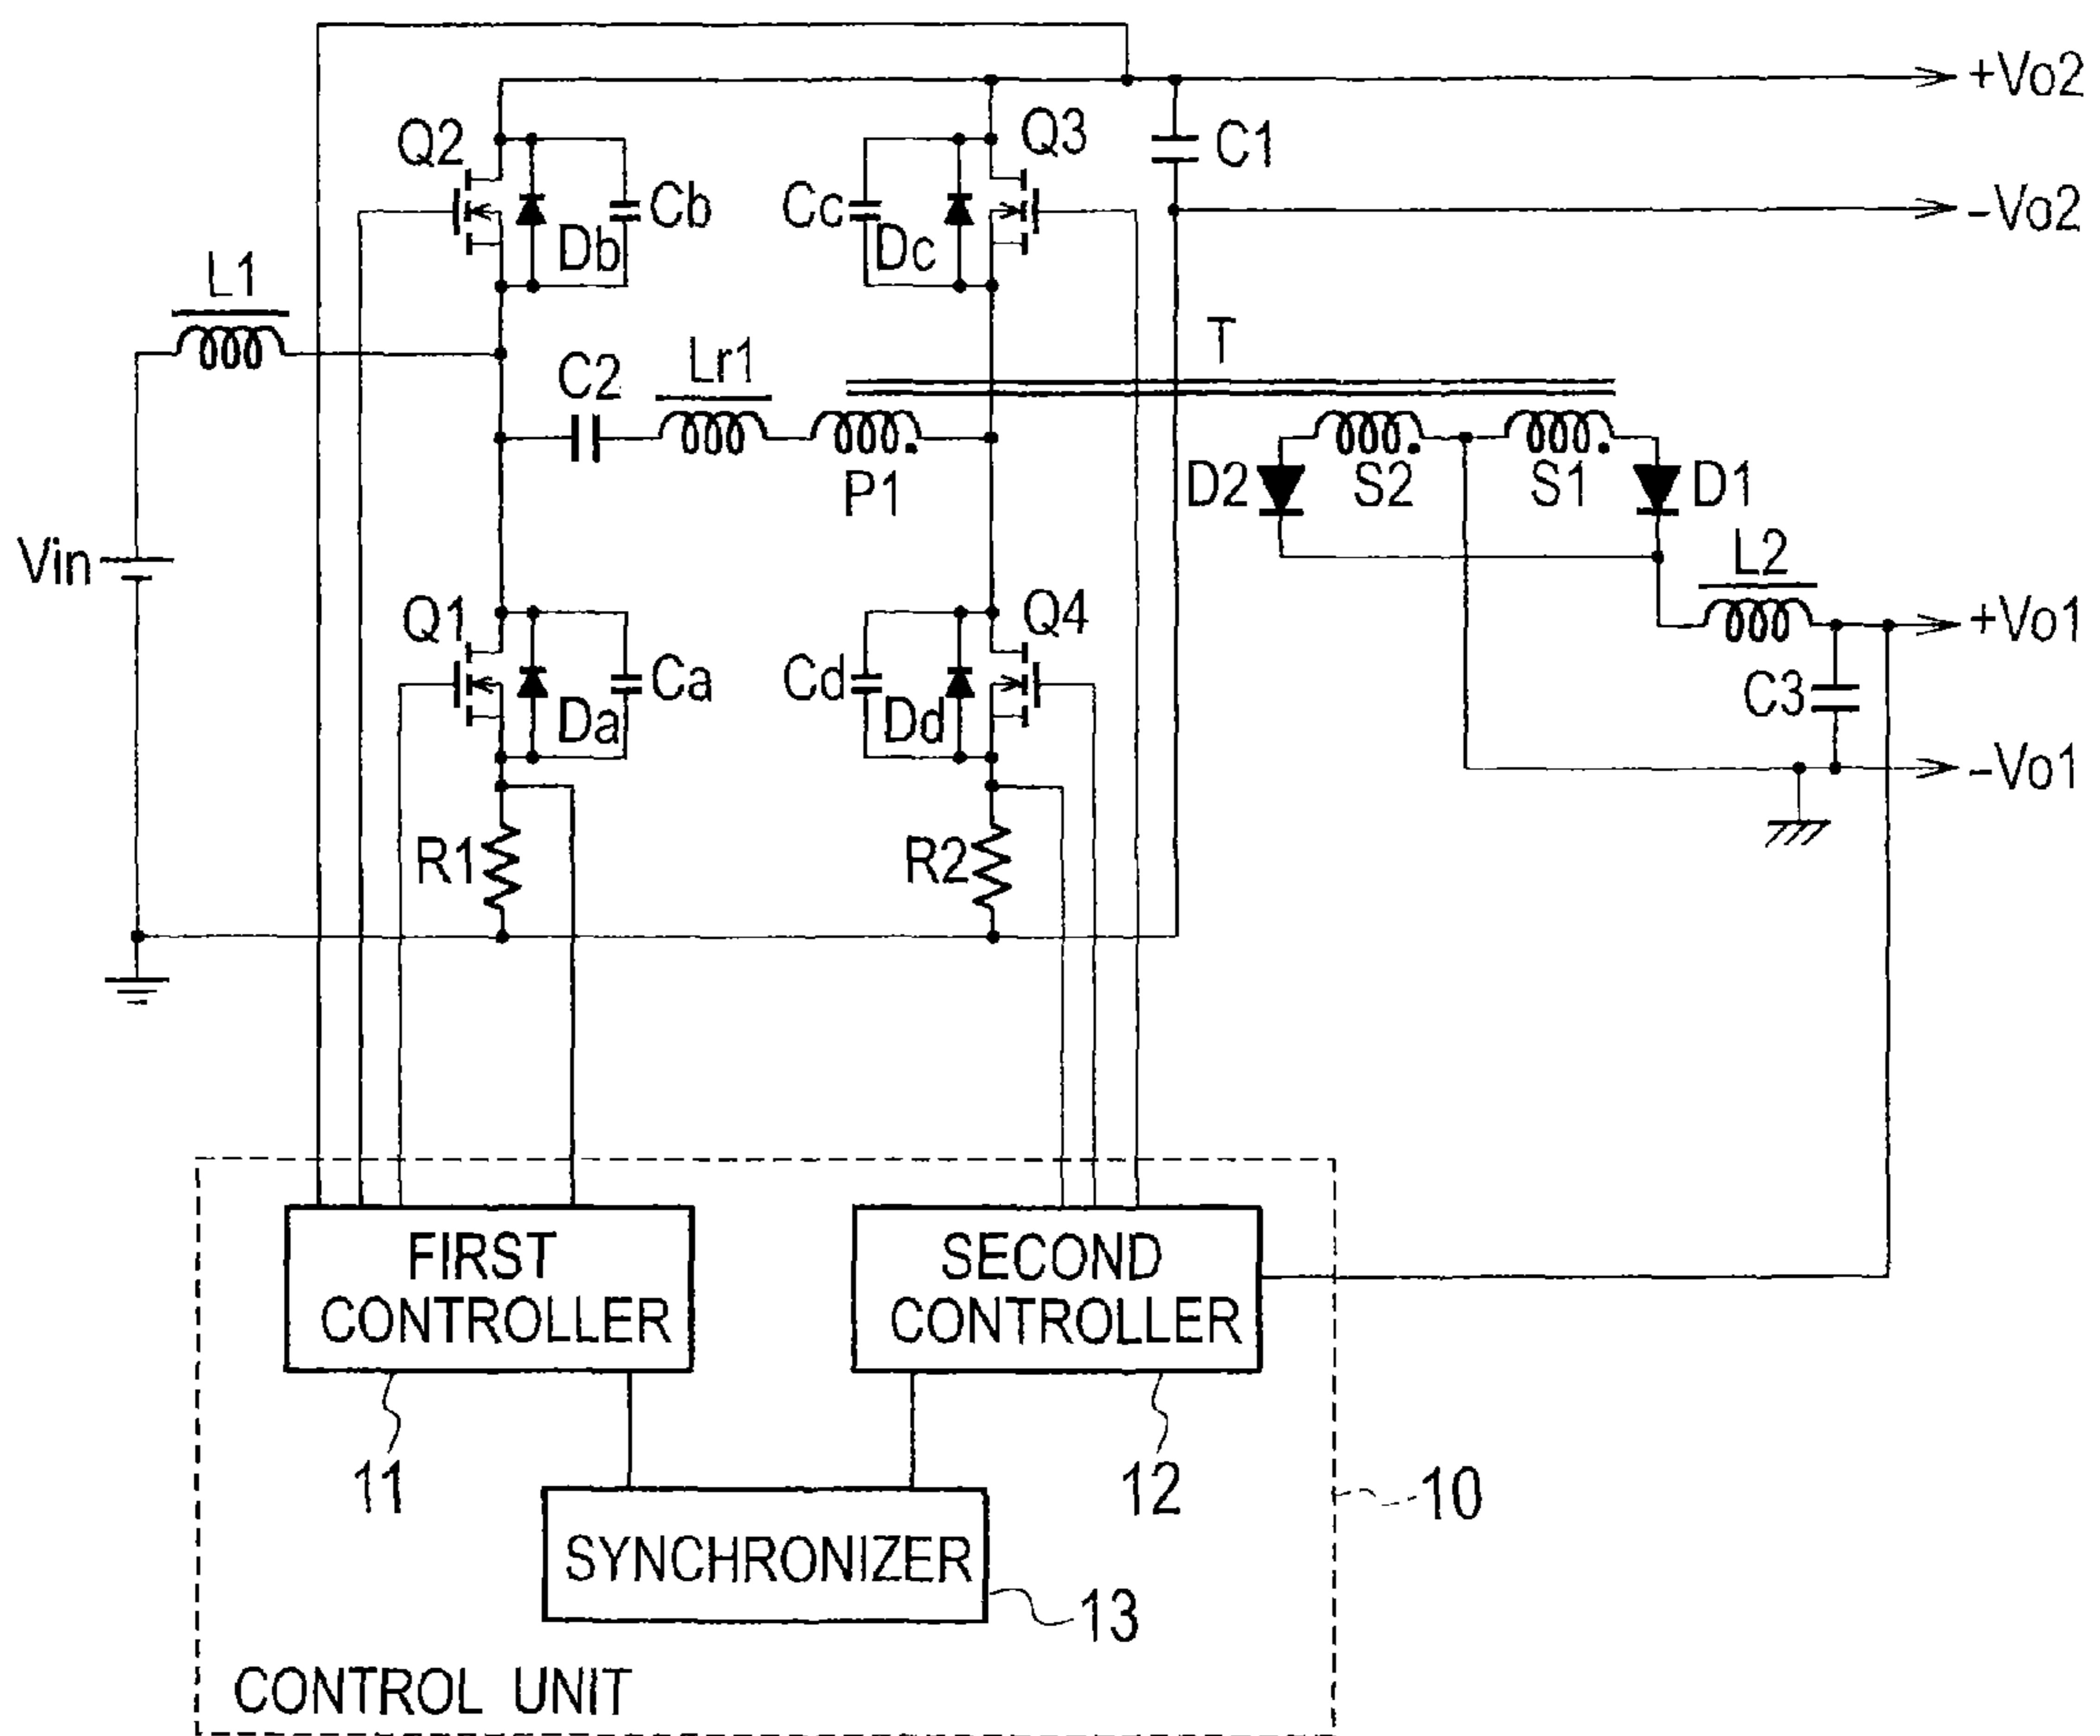 +Vo2
Q2
Q3
C1
Cb
Cc
-Vo2
Db
Dc
L1
T
C2
Lr1
P1
D2
S2
S1
D1
Vin
L2
Q1
Q4
+Vo1
Ca
Cd
C3
Da
Dd
-Vo1
R1
R2
FIRST
CONTROLLER
SECOND
CONTROLLER
11
12
10
SYNCHRONIZER
13
CONTROL UNIT